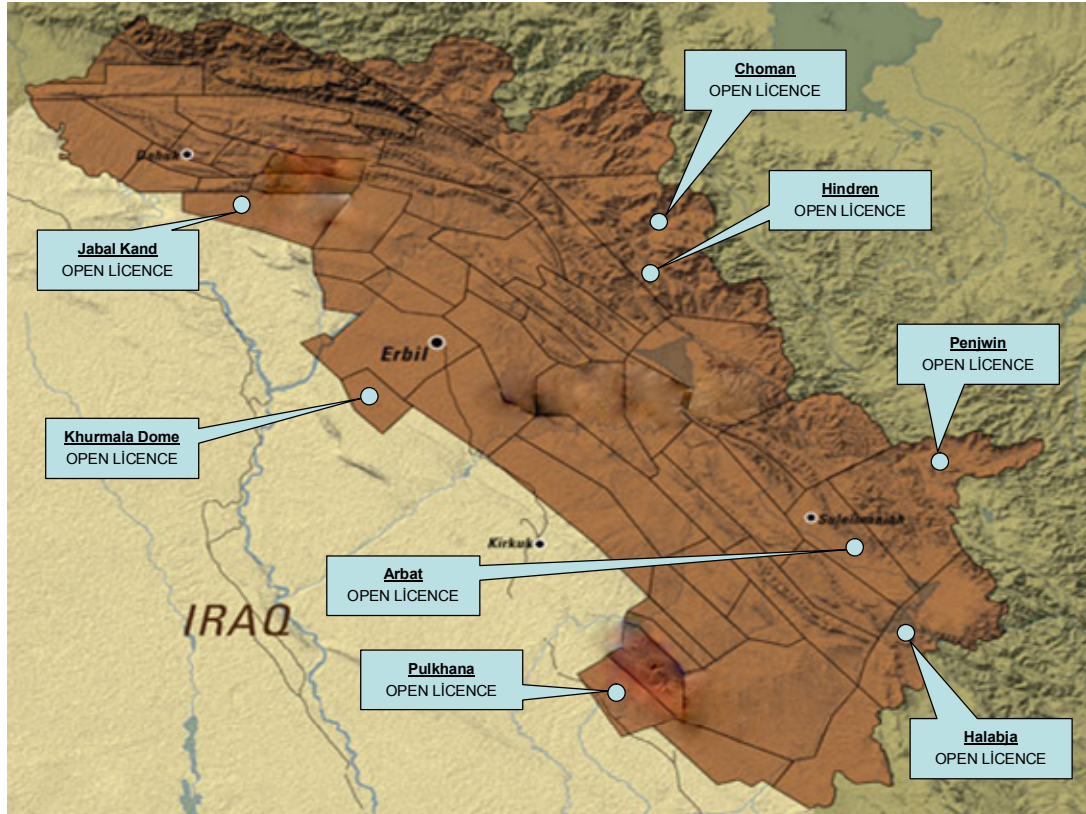 Choman
OPEN LİCENCE
Hindren
OPEN LİCENCE
Dohuk
Jabal Kand
OPEN LİCENCE
Erbil
Penjwin
OPEN LİCENCE
Khurmala Dome
OPEN LİCENCE
Suleimaniah
Kirkuk
Arbat
OPEN LİCENCE
IRAQ
Pulkhana
OPEN LİCENCE
Halabja
OPEN LİCENCE